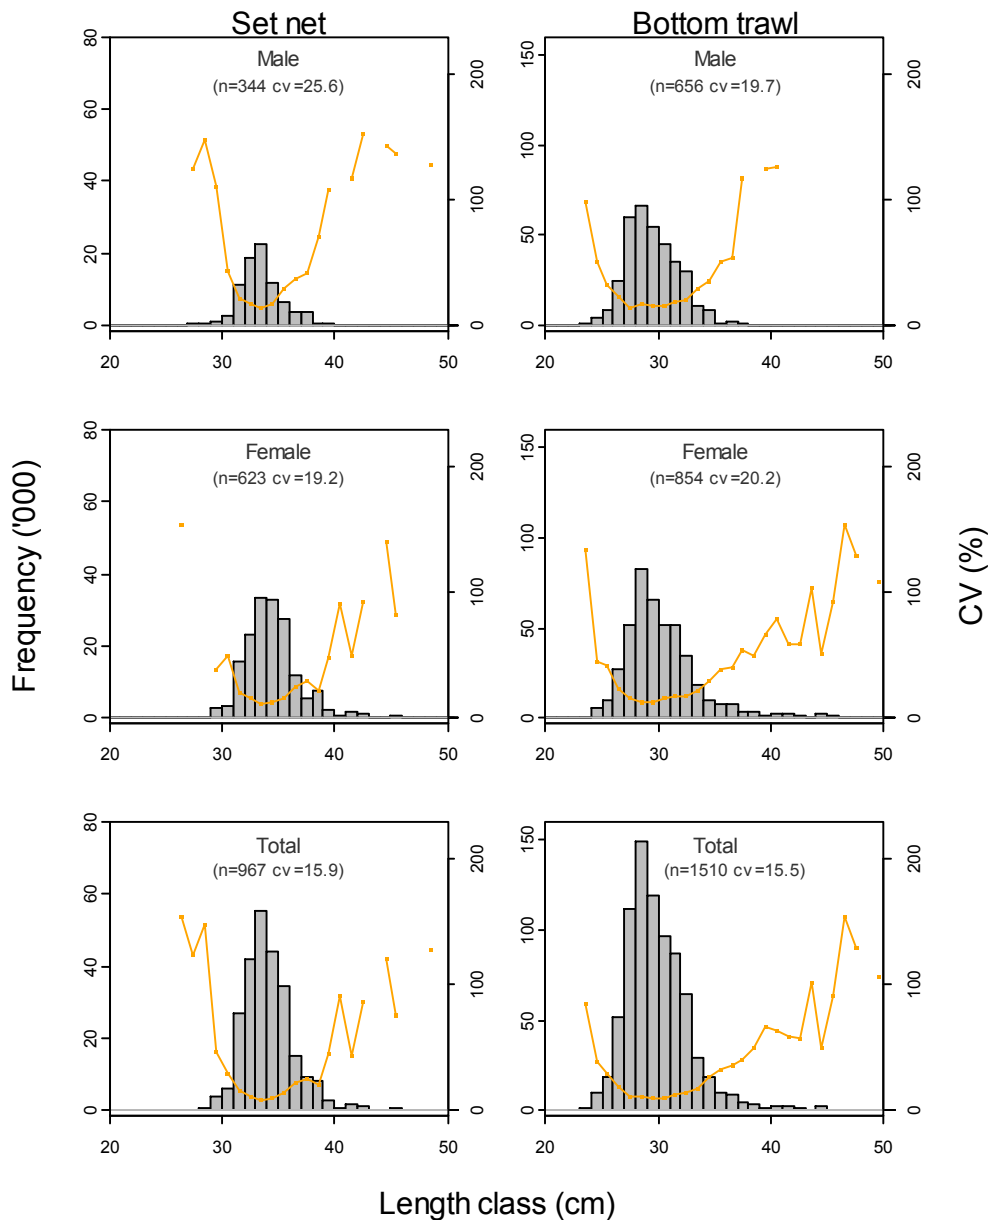 Set net
Bottom trawl
Male
(n=344 cv=25.6)
0 20 40 60 80
0 100 200
20 30 40 50
Male
(n=656 cv=19.7)
0 50 100 150
0 100 200
20 30 40 50
Female
(n=623 cv=19.2)
0 20 40 60 80
0 100 200
20 30 40 50
Female
(n=854 cv=20.2)
0 50 100 150
0 100 200
20 30 40 50
Total
(n=967 cv=15.9)
0 20 40 60 80
0 100 200
20 30 40 50
Total
(n=1510 cv=15.5)
0 50 100 150
0 100 200
20 30 40 50
Frequency ('000)
CV (%)
Length class (cm)